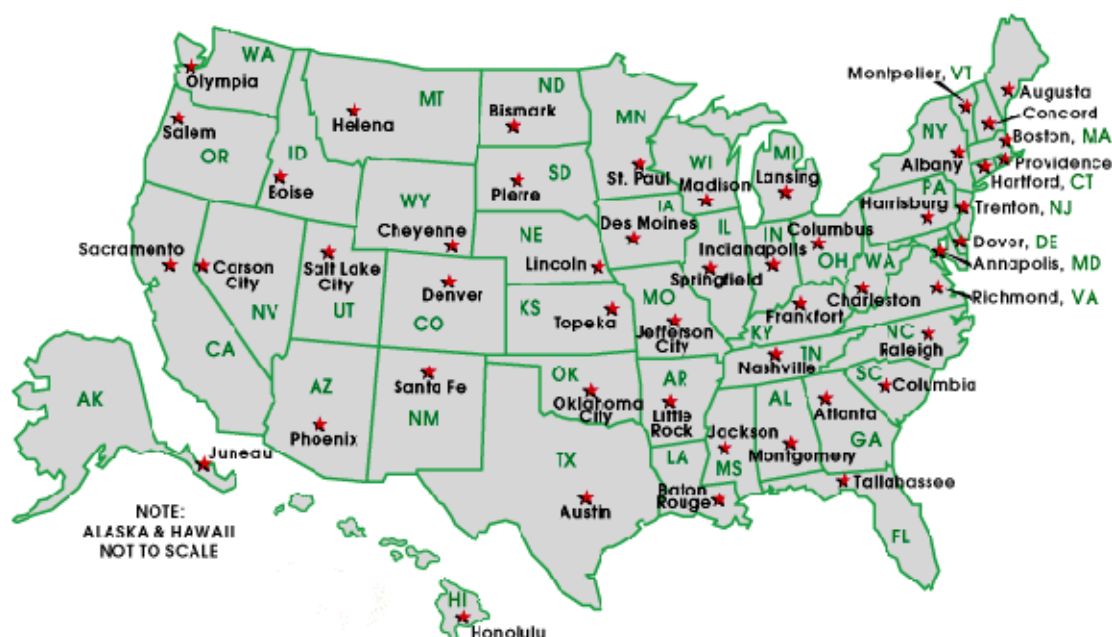 WA
Olympia
MT
Helena
ND
Bismark
MN
Montpelier, VT
Augusta
Concord
Salem
OR
ID
Boise
SD
Pierre
St. Paul
WI
Madison
MI
Lansing
NY
Albany
Boston, MA
Providence
Hartford, CT
WY
Cheyenne
NE
Lincoln
IA
Des Moines
IL
Springfield
IN
Indianapolis
Columbus
OH
PA
Harrisburg
Trenton, NJ
Dover, DE
Annapolis, MD
Sacramento
Carson
City
NV
Salt Lake
City
UT
Denver
CO
KS
Topeka
MO
Jefferson
City
KY
Frankfort
WA
Charleston
Richmond, VA
CA
AZ
Phoenix
Santa Fe
NM
OK
Oklahoma
City
AR
Little
Rock
TN
Nashville
NC
Raleigh
SC
Columbia
AK
Juneau
TX
Austin
LA
Baton
Rouge
Jackson
MS
AL
Montgomery
Atlanta
GA
Tallahassee
FL
NOTE:
ALASKA & HAWAII
NOT TO SCALE
HI
Honolulu